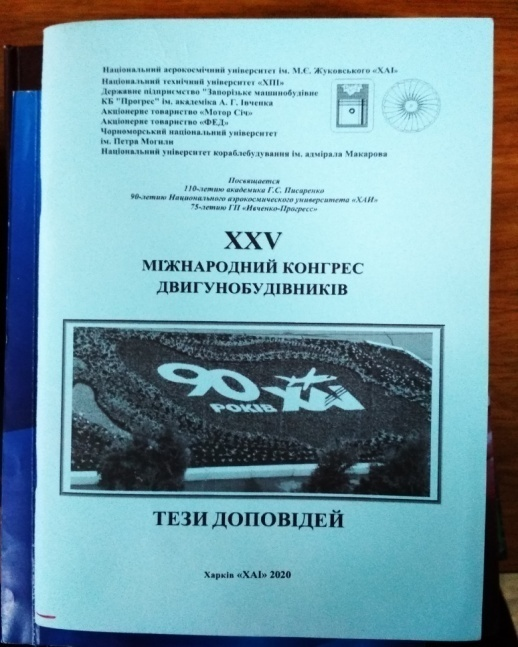 Національний аерокосмічний університет ім. М.Є. Жуковського «ХАІ»
Національний технічний університет «ХПІ»
Державне підприємство "Запорізьке машинобудівне
КБ "Прогрес" ім. академіка А. Г. Івченка
Акціонерне товариство «Мотор Січ»
Акціонерне товариство «ФЕД»
Чорноморський національний університет
ім. Петра Могили
Національний університет кораблебудування ім. адмірала Макарова
Посвящается
110-летию академика Г.С. Писаренко
90-летию Национального аэрокосмического университета «ХАИ»
75-летию ГП «Ивченко-Прогресс»
XXV
МІЖНАРОДНИЙ КОНГРЕС
ДВИГУНОБУДІВНИКІВ
90 ХАІ
РОКІВ
ТЕЗИ ДОПОВІДЕЙ
Харків «ХАІ» 2020